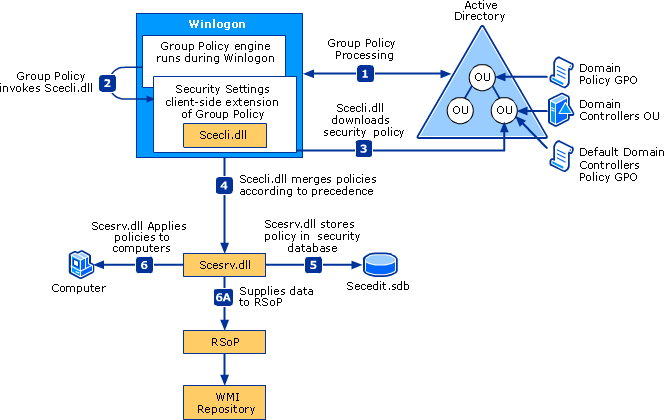 Winlogon
Group Policy engine
runs during Winlogon
2
Group Policy
invokes Scecli.dll
Security Settings
client-side extension
of Group Policy
Scecli.dll
Group Policy
Processing
1
Active
Directory
OU
OU
OU
Domain
Policy GPO
Domain
Controllers OU
Default Domain
Controllers
Policy GPO
Scecli.dll
downloads
security policy
3
4
Scecli.dll merges policies
according to precedence
Scesrv.dll Applies
policies to
computers
6
Computer
Scesrv.dll
Scesrv.dll stores
policy in security
database
5
Secedit.sdb
6A
Supplies data
to RSoP
RSoP
WMI
Repository